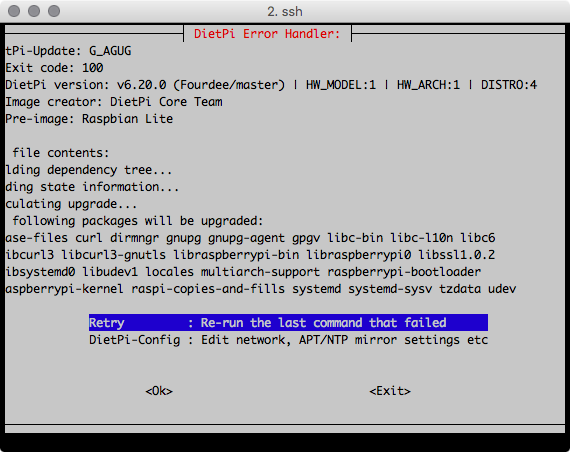 2. ssh
DietPi Error Handler:
tPi-Update: G_AGUG
Exit code: 100
DietPi version: v6.20.0 (Fourdee/master) | HW_MODEL:1 | HW_ARCH:1 | DISTRO:4
Image creator: DietPi Core Team
Pre-image: Raspbian Lite
file contents:
lding dependency tree...
ding state information...
culating upgrade...
following packages will be upgraded:
ase-files curl dirmngr gnupg gnupg-agent gpgv libc-bin libc-l10n libc6
ibcurl3 libcurl3-gnutls libraspberrypi-bin libraspberrypi0 libssl1.0.2
ibsystemd0 libudev1 locales multiarch-support raspberrypi-bootloader
aspberrypi-kernel raspi-copies-and-fills systemd systemd-sysv tzdata udev
Retry : Re-run the last command that failed
DietPi-Config : Edit network, APT/NTP mirror settings etc
<Ok> <Exit>